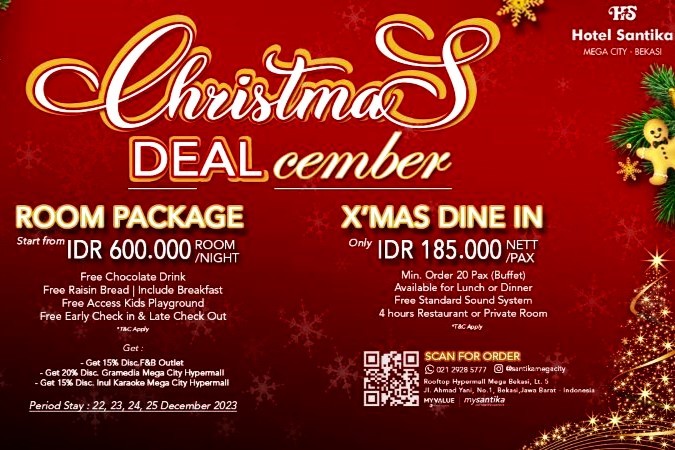 HS
Hotel Santika
MEGA CITY - BEKASI
Christmas
DEAL cember
ROOM PACKAGE
Start from IDR 600.000 ROOM /NIGHT
Free Chocolate Drink
Free Raisin Bread | Include Breakfast
Free Access Kids Playground
Free Early Check in & Late Check Out
*T&C Apply
Get :
- Get 15% Disc.F&B Outlet
- Get 20% Disc. Gramedia Mega City Hypermall
- Get 15% Disc. Inul Karaoke Mega City Hypermall
Period Stay : 22, 23, 24, 25 December 2023
X'MAS DINE IN
Only IDR 185.000 NETT /PAX
Min. Order 20 Pax (Buffet)
Available for Lunch or Dinner
Free Standard Sound System
4 hours Restaurant or Private Room
*T&C Apply
SCAN FOR ORDER
021 2928 5777 @santikamegacity
Rooftop Hypermall Mega Bekasi, Lt. 5
Jl. Ahmad Yani, No.1, Bekasi,Jawa Barat - Indonesia
MYVALUE | mysantika